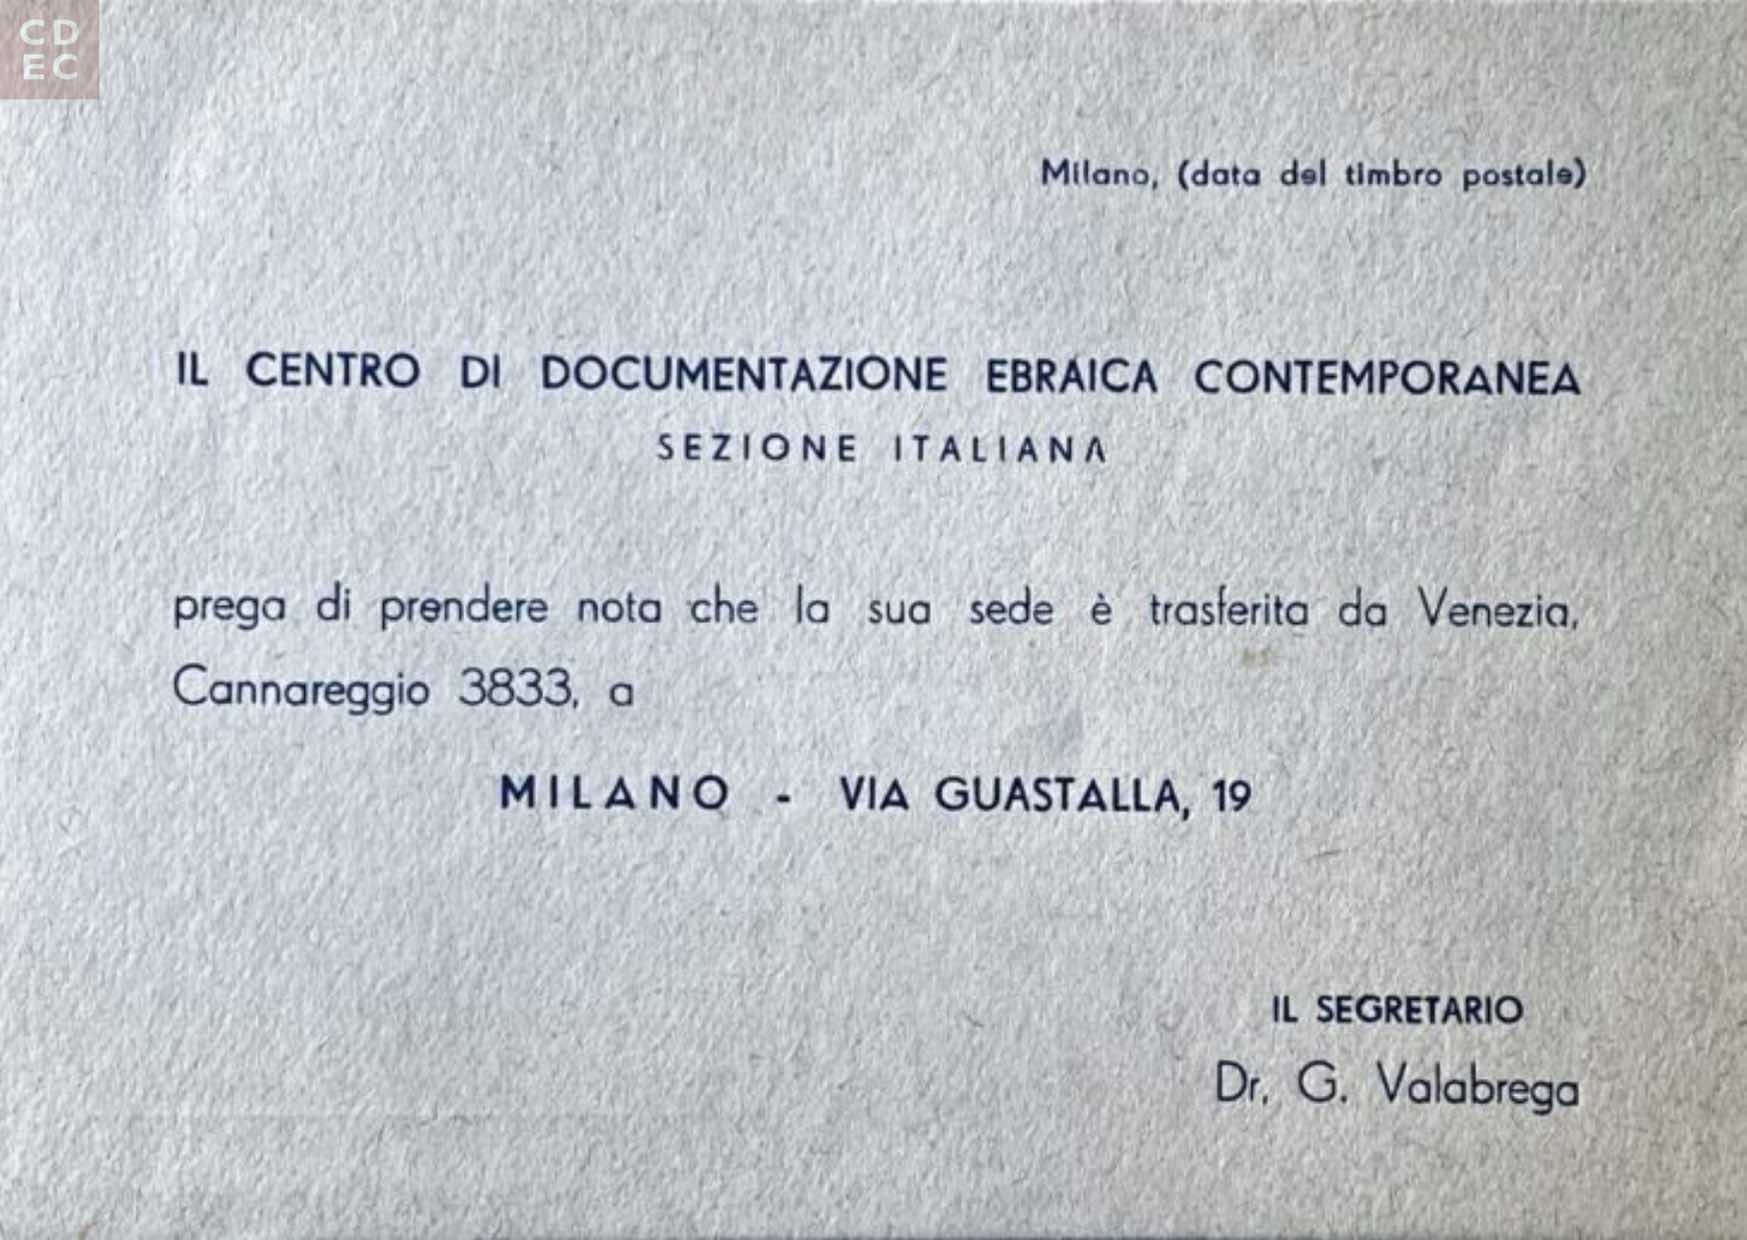 CD
EC
Milano, (data del timbro postale)
IL CENTRO DI DOCUMENTAZIONE EBRAICA CONTEMPORANEA
SEZIONE ITALIANA
prega di prendere nota che la sua sede è trasferita da Venezia,
Cannareggio 3833, a
MILANO - VIA GUASTALLA, 19
IL SEGRETARIO
Dr. G. Valabrega